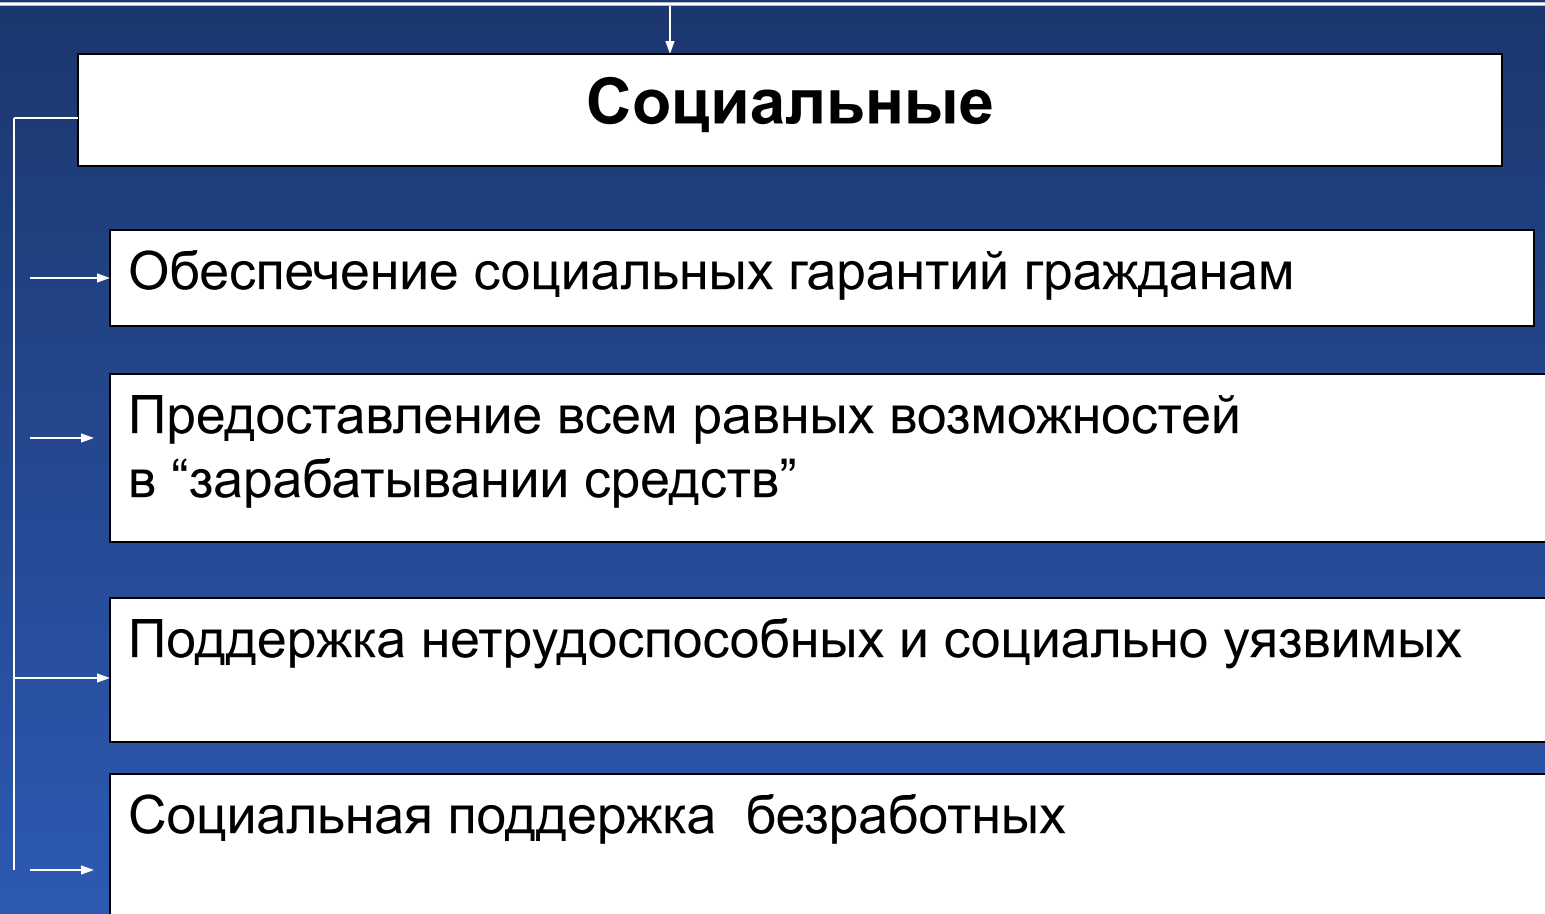 Социальные
Обеспечение социальных гарантий гражданам
Предоставление всем равных возможностей
в “зарабатывании средств”
Поддержка нетрудоспособных и социально уязвимых
Социальная поддержка  безработных